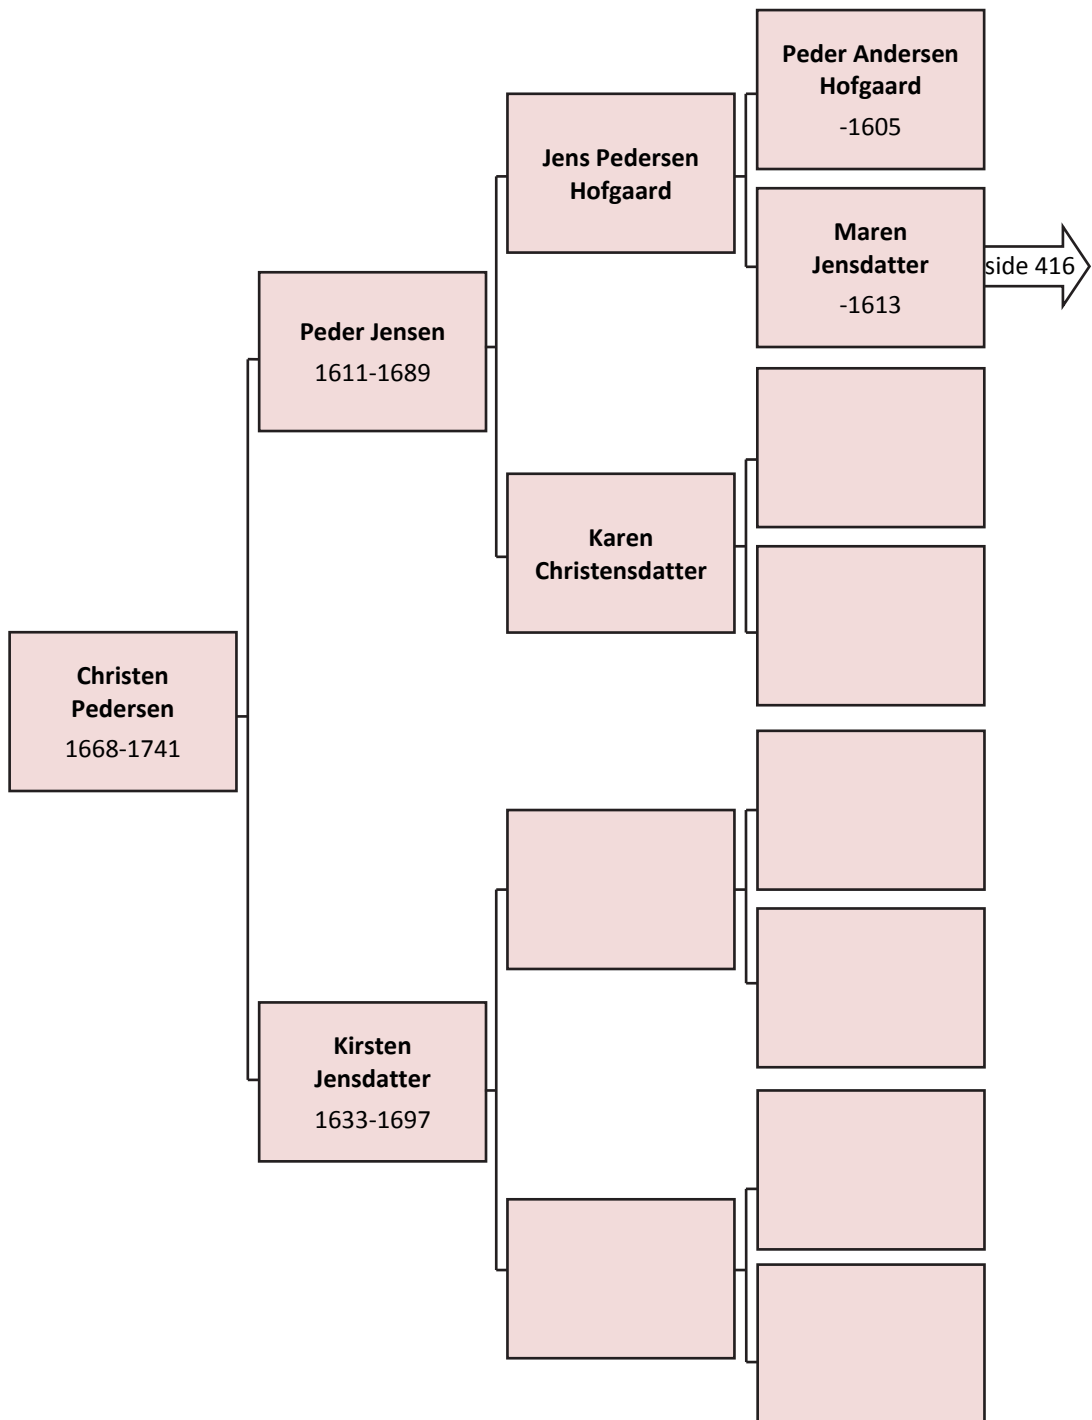 Peder Andersen
Hofgaard
-1605
Jens Pedersen
Hofgaard
Maren
Jensdatter
-1613
side 416
Peder Jensen
1611-1689
Karen
Christensdatter
Christen
Pedersen
1668-1741
Kirsten
Jensdatter
1633-1697